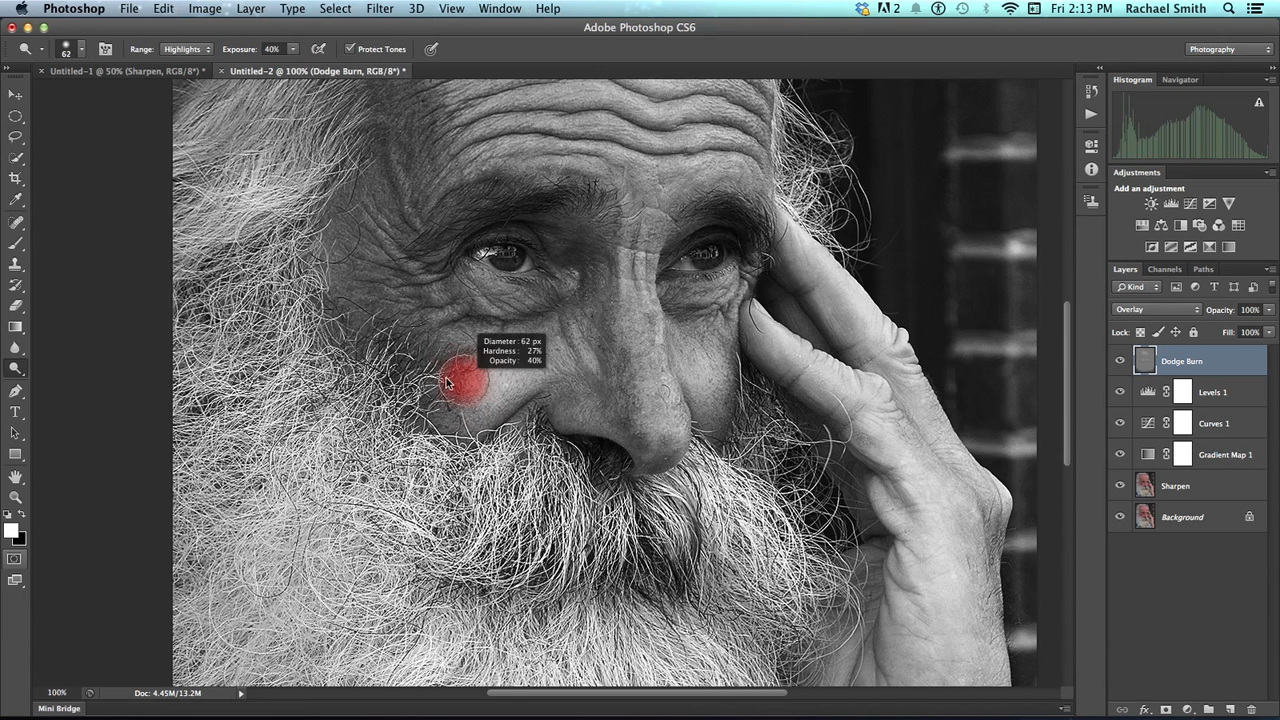 Photoshop File Edit Image Layer Type Select Filter 3D View Window Help 2 Fri 2:13 PM Rachael Smith
Adobe Photoshop CS6
62 Range: Highlights Exposure: 40% Protect Tones Photography
× Untitled-1 @ 50% (Sharpen, RGB/8*) * × Untitled-2 @ 100% (Dodge Burn, RGB/8*) *
Histogram Navigator
Adjustments
Add an adjustment
Layers Channels Paths
Kind
Overlay Opacity: 100%
Lock: Fill: 100%
Dodge Burn
Levels 1
Curves 1
Gradient Map 1
Sharpen
Background
Diameter: 62 px
Hardness: 27%
Opacity: 40%
100% Doc: 4.45M/13.2M
Mini Bridge